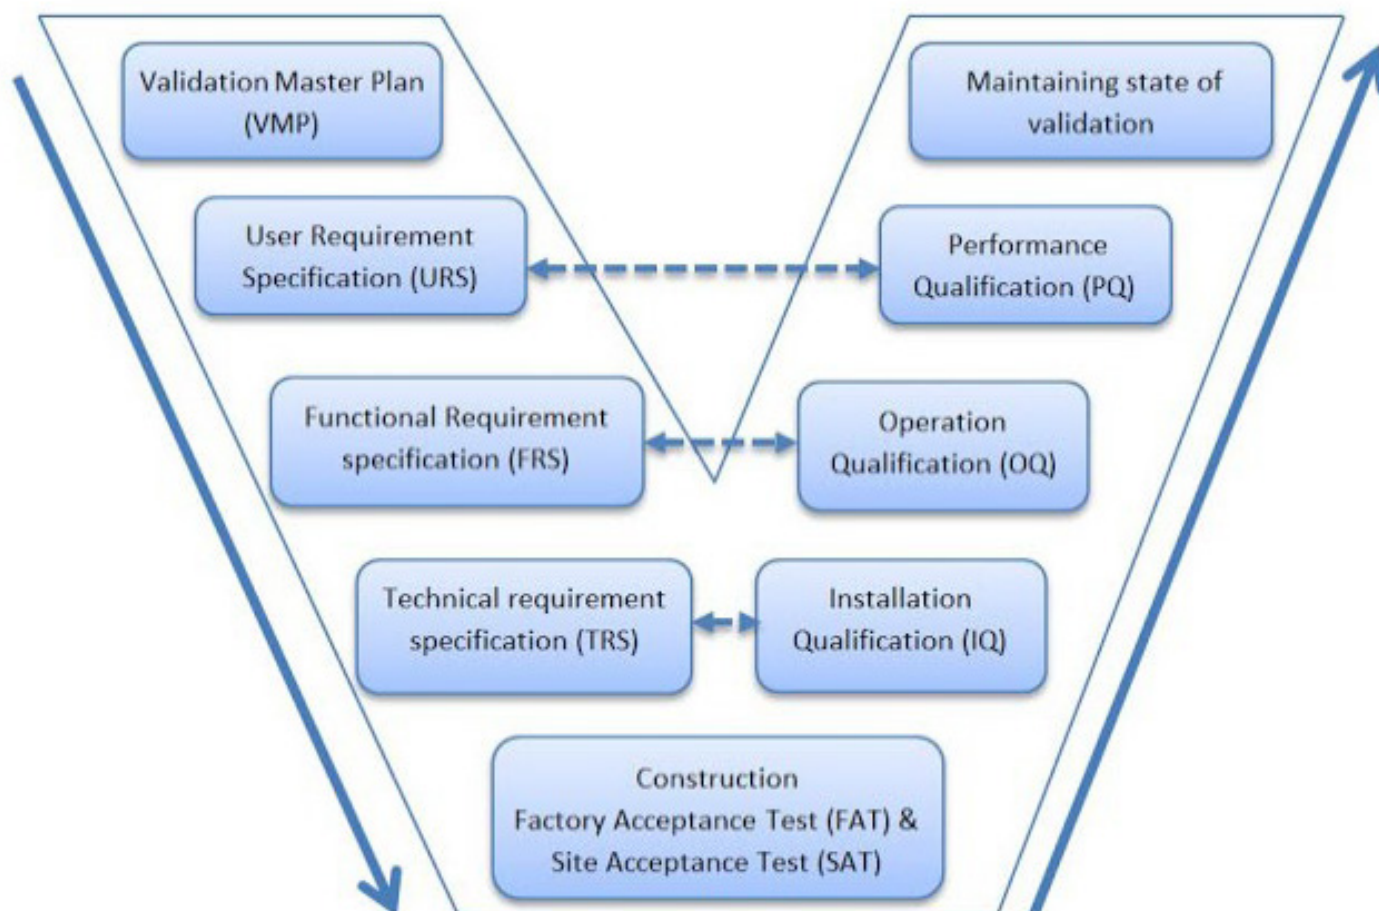 Validation Master Plan
(VMP)
Maintaining state of
validation
User Requirement
Specification (URS)
Performance
Qualification (PQ)
Functional Requirement
specification (FRS)
Operation
Qualification (OQ)
Technical requirement
specification (TRS)
Installation
Qualification (IQ)
Construction
Factory Acceptance Test (FAT) &
Site Acceptance Test (SAT)